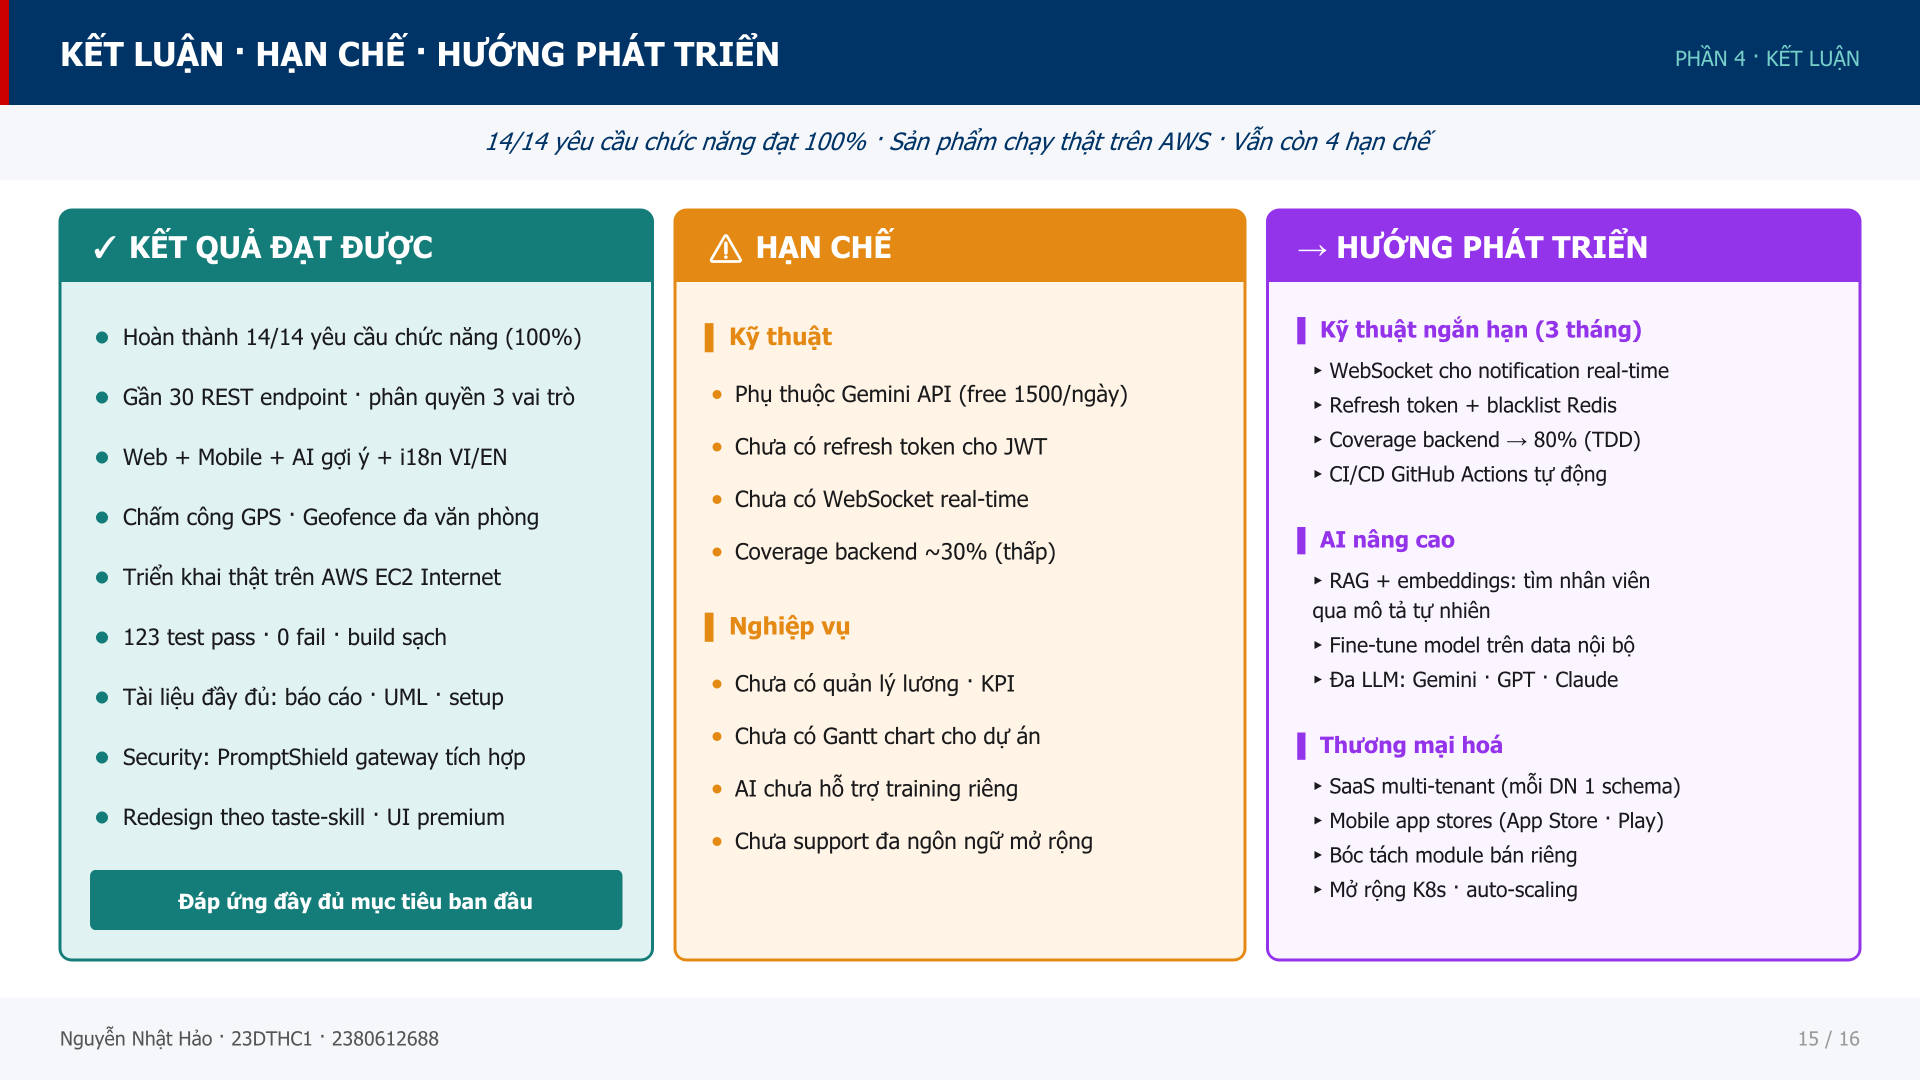 KẾT LUẬN · HẠN CHẾ · HƯỚNG PHÁT TRIỂN
PHẦN 4 · KẾT LUẬN
14/14 yêu cầu chức năng đạt 100% · Sản phẩm chạy thật trên AWS · Vẫn còn 4 hạn chế
✓ KẾT QUẢ ĐẠT ĐƯỢC
● Hoàn thành 14/14 yêu cầu chức năng (100%)
● Gần 30 REST endpoint · phân quyền 3 vai trò
● Web + Mobile + AI gợi ý + i18n VI/EN
● Chấm công GPS · Geofence đa văn phòng
● Triển khai thật trên AWS EC2 Internet
● 123 test pass · 0 fail · build sạch
● Tài liệu đầy đủ: báo cáo · UML · setup
● Security: PromptShield gateway tích hợp
● Redesign theo taste-skill · UI premium
Đáp ứng đầy đủ mục tiêu ban đầu
⚠ HẠN CHẾ
Kỹ thuật
● Phụ thuộc Gemini API (free 1500/ngày)
● Chưa có refresh token cho JWT
● Chưa có WebSocket real-time
● Coverage backend ~30% (thấp)
Nghiệp vụ
● Chưa có quản lý lương · KPI
● Chưa có Gantt chart cho dự án
● AI chưa hỗ trợ training riêng
● Chưa support đa ngôn ngữ mở rộng
→ HƯỚNG PHÁT TRIỂN
Kỹ thuật ngắn hạn (3 tháng)
▸ WebSocket cho notification real-time
▸ Refresh token + blacklist Redis
▸ Coverage backend → 80% (TDD)
▸ CI/CD GitHub Actions tự động
AI nâng cao
▸ RAG + embeddings: tìm nhân viên
qua mô tả tự nhiên
▸ Fine-tune model trên data nội bộ
▸ Đa LLM: Gemini · GPT · Claude
Thương mại hoá
▸ SaaS multi-tenant (mỗi DN 1 schema)
▸ Mobile app stores (App Store · Play)
▸ Bóc tách module bán riêng
▸ Mở rộng K8s · auto-scaling
Nguyễn Nhật Hảo · 23DTHC1 · 2380612688
15 / 16